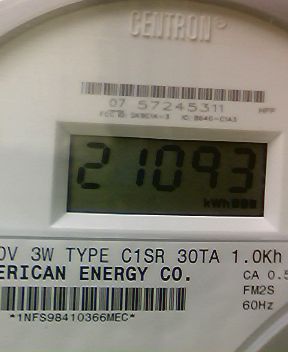 CENTRON®
07 57245311
21093
kWh
0V 3W TYPE C1SR 30TA 1.0Kh
ERICAN ENERGY CO.
CA 0.5
FM2S
60Hz
*1NFS98410366MEC*